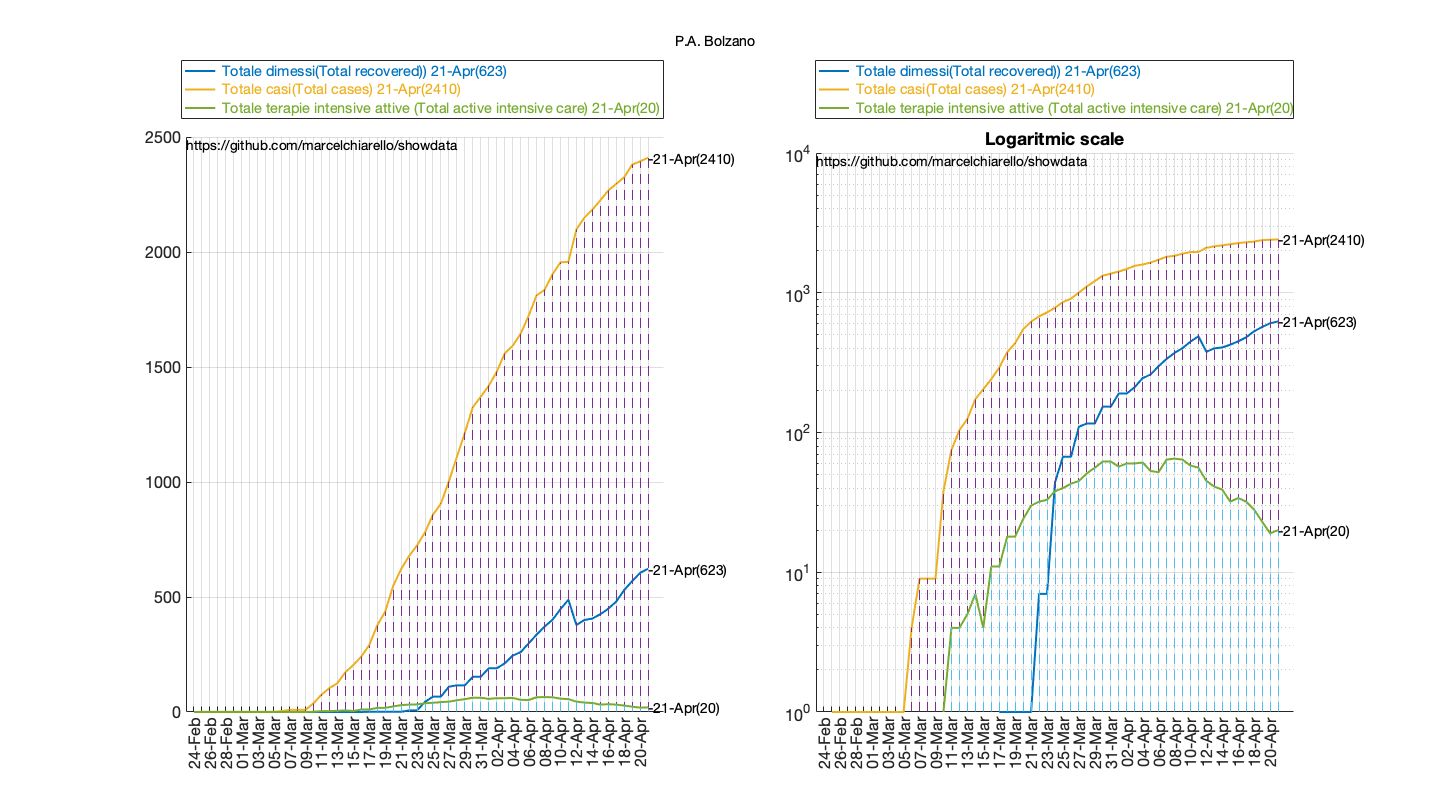 P.A. Bolzano
Totale dimessi(Total recovered)) 21-Apr(623)
Totale casi(Total cases) 21-Apr(2410)
Totale terapie intensive attive (Total active intensive care) 21-Apr(20)
2500
2000
1500
1000
500
0
https://github.com/marcelchiarello/showdata
21-Apr(2410)
21-Apr(623)
21-Apr(20)
24-Feb
26-Feb
28-Feb
01-Mar
03-Mar
05-Mar
07-Mar
09-Mar
11-Mar
13-Mar
15-Mar
17-Mar
19-Mar
21-Mar
23-Mar
25-Mar
27-Mar
29-Mar
31-Mar
02-Apr
04-Apr
06-Apr
08-Apr
10-Apr
12-Apr
14-Apr
16-Apr
18-Apr
20-Apr
Totale dimessi(Total recovered)) 21-Apr(623)
Totale casi(Total cases) 21-Apr(2410)
Totale terapie intensive attive (Total active intensive care) 21-Apr(20)
Logaritmic scale
10^4
10^3
10^2
10^1
10^0
https://github.com/marcelchiarello/showdata
21-Apr(2410)
21-Apr(623)
21-Apr(20)
24-Feb
26-Feb
28-Feb
01-Mar
03-Mar
05-Mar
07-Mar
09-Mar
11-Mar
13-Mar
15-Mar
17-Mar
19-Mar
21-Mar
23-Mar
25-Mar
27-Mar
29-Mar
31-Mar
02-Apr
04-Apr
06-Apr
08-Apr
10-Apr
12-Apr
14-Apr
16-Apr
18-Apr
20-Apr